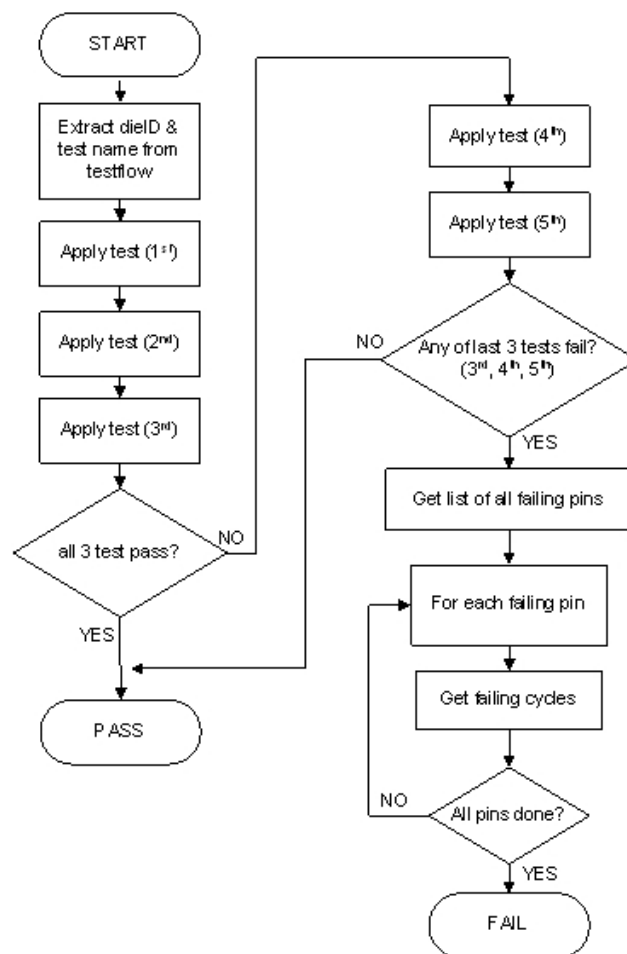 START
Extract dieID &
test name from
testflow
Apply test (1st)
Apply test (2nd)
Apply test (3rd)
all 3 test pass?
NO
YES
PASS
Apply test (4th)
Apply test (5th)
Any of last 3 tests fail?
(3rd, 4th, 5th)
NO
YES
Get list of all failing pins
For each failing pin
Get failing cycles
All pins done?
NO
YES
FAIL